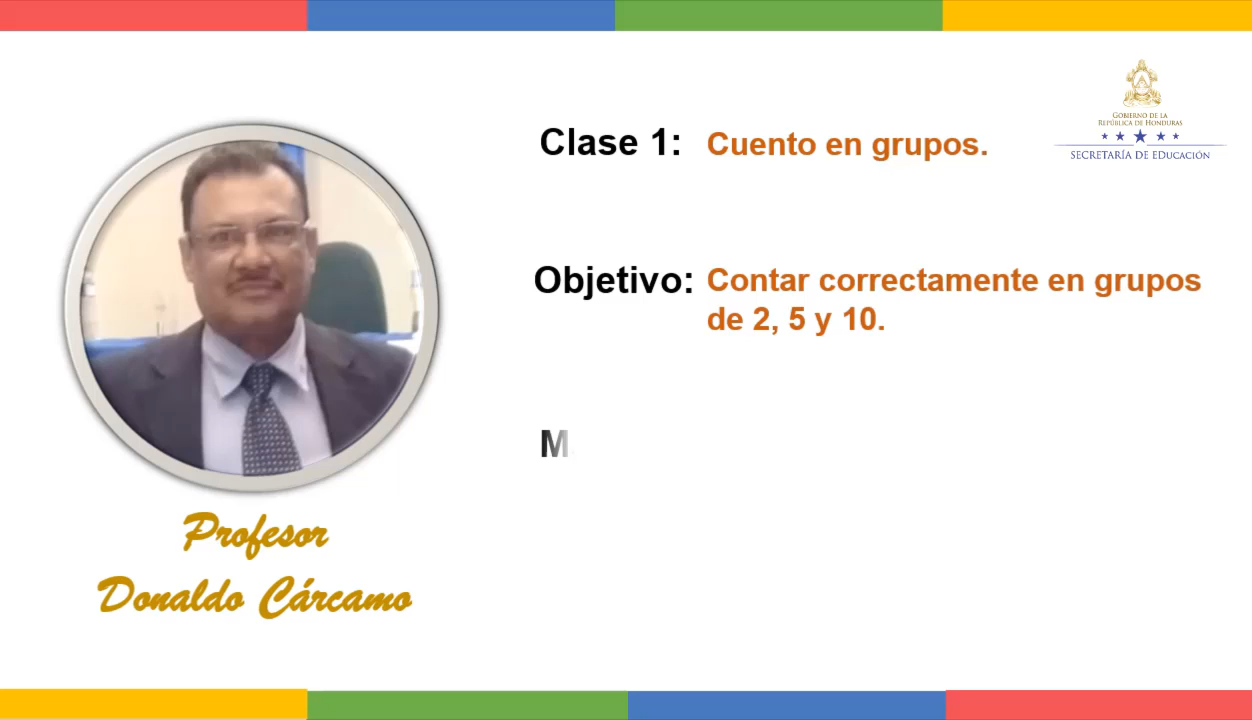 Clase 1: Cuento en grupos.
GOBIERNO DE LA
REPÚBLICA DE HONDURAS
SECRETARÍA DE EDUCACIÓN
Objetivo: Contar correctamente en grupos
de 2, 5 y 10.
M
Profesor
Donaldo Cárcamo